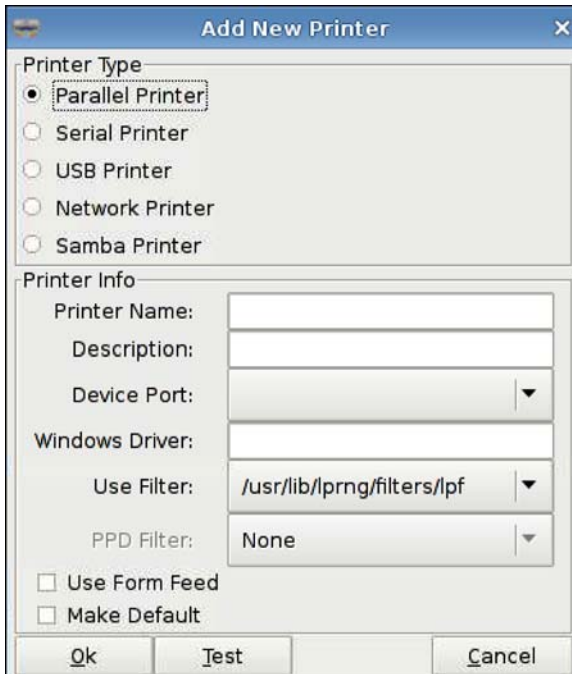 Add New Printer
Printer Type
Parallel Printer
Serial Printer
USB Printer
Network Printer
Samba Printer
Printer Info
Printer Name:
Description:
Device Port:
Windows Driver:
Use Filter: /usr/lib/lprng/filters/lpf
PPD Filter: None
Use Form Feed
Make Default
Ok Test Cancel